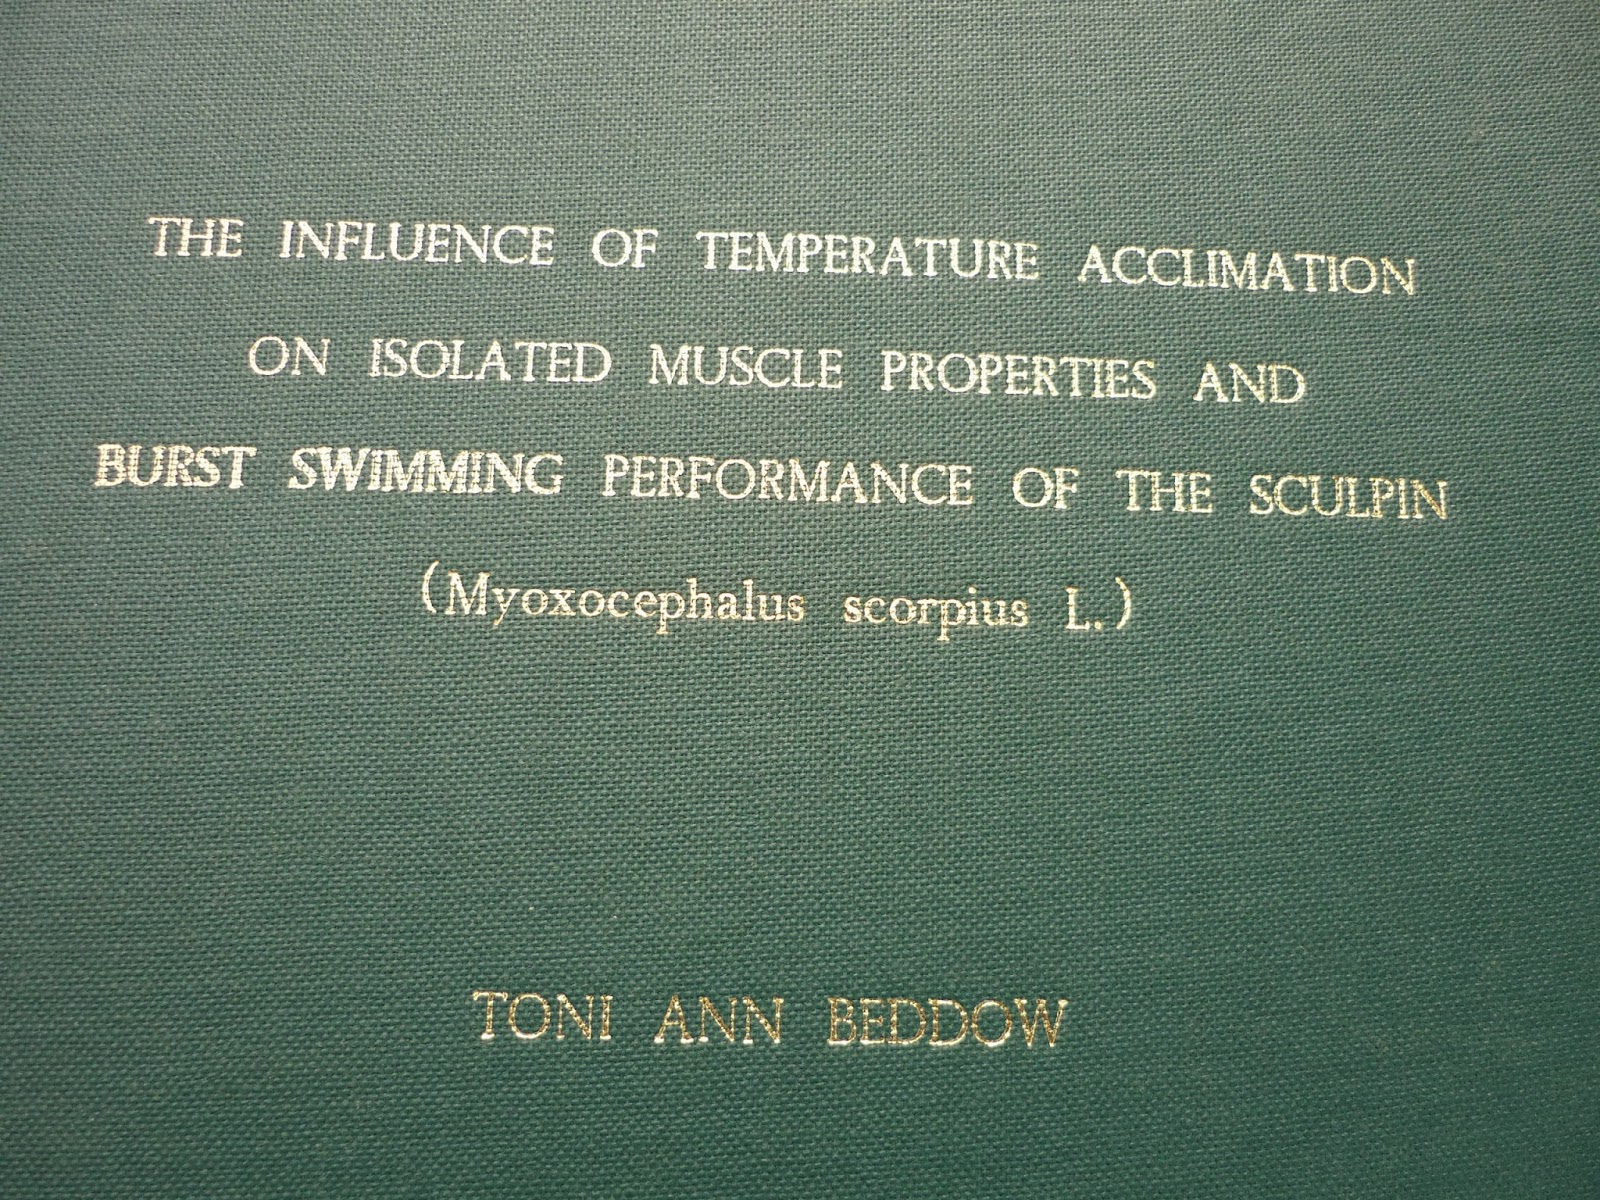 THE INFLUENCE OF TEMPERATURE ACCLIMATION
ON ISOLATED MUSCLE PROPERTIES AND
BURST SWIMMING PERFORMANCE OF THE SCULPIN
(Myoxocephalus scorpius L.)
TONI ANN BEDDOW